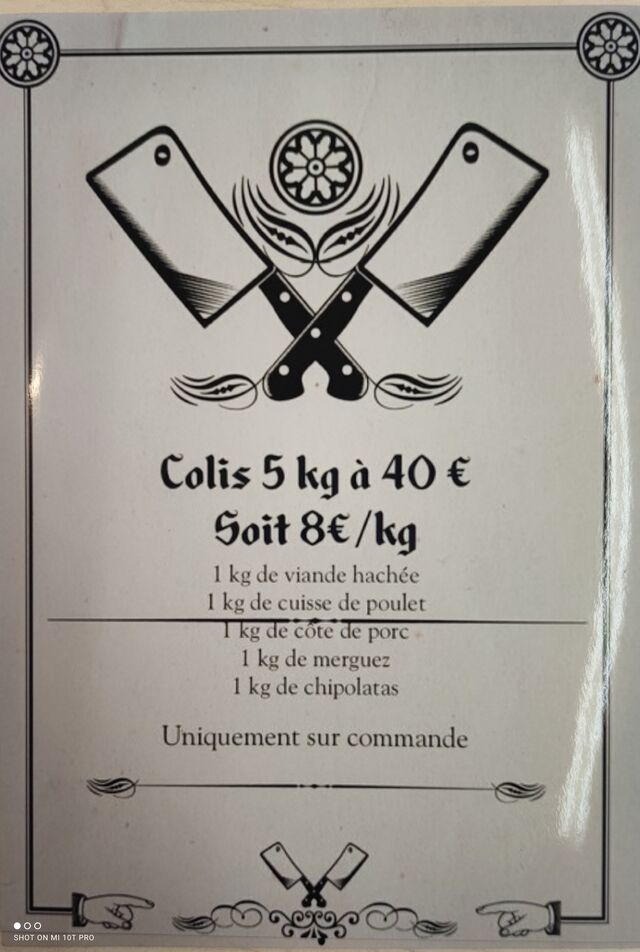 Colis 5 kg à 40 €
Soit 8€/kg
1 kg de viande hachée
1 kg de cuisse de poulet
1 kg de côte de porc
1 kg de merguez
1 kg de chipolatas
Uniquement sur commande
SHOT ON MI 10T PRO